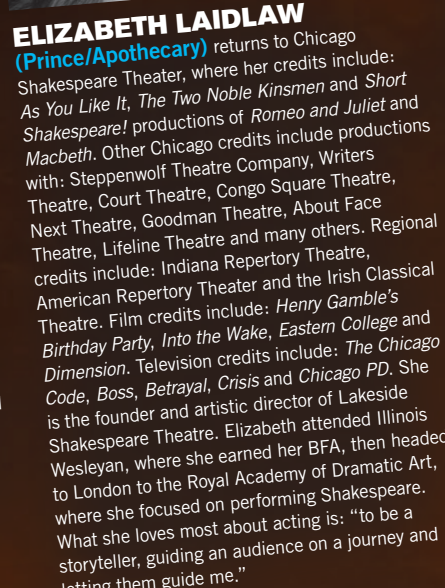 ELIZABETH LAIDLAW
(Prince/Apothecary) returns to Chicago
Shakespeare Theater, where her credits include:
As You Like It, The Two Noble Kinsmen and Short
Shakespeare! productions of Romeo and Juliet and
Macbeth. Other Chicago credits include productions
with: Steppenwolf Theatre Company, Writers
Theatre, Court Theatre, Congo Square Theatre,
Next Theatre, Goodman Theatre, About Face
Theatre, Lifeline Theatre and many others. Regional
credits include: Indiana Repertory Theatre,
American Repertory Theater and the Irish Classical
Theatre. Film credits include: Henry Gamble's
Birthday Party, Into the Wake, Eastern College and
Dimension. Television credits include: The Chicago
Code, Boss, Betrayal, Crisis and Chicago PD. She
is the founder and artistic director of Lakeside
Shakespeare Theatre. Elizabeth attended Illinois
Wesleyan, where she earned her BFA, then headed
to London to the Royal Academy of Dramatic Art,
where she focused on performing Shakespeare.
What she loves most about acting is: “to be a
storyteller, guiding an audience on a journey and
letting them guide me.”